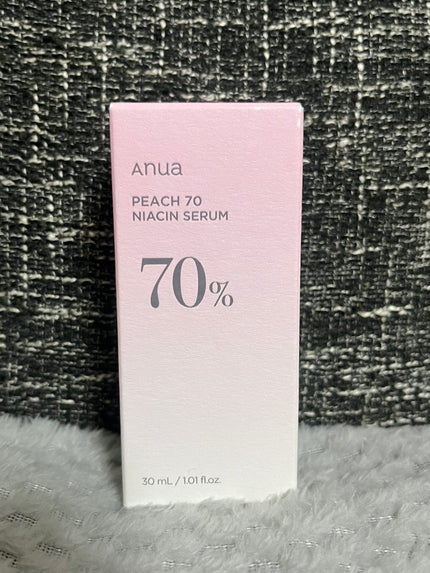 Anua
PEACH 70
NIACIN SERUM
70%
30 mL / 1.01 fl.oz.